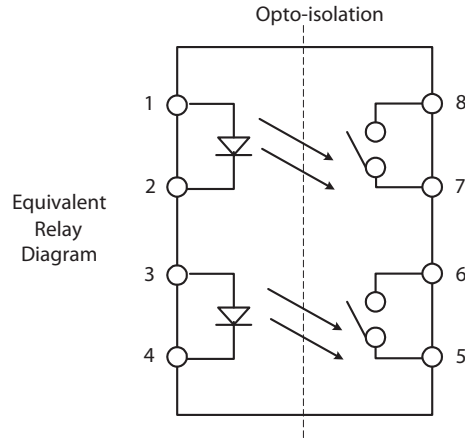 Opto-isolation
1
8
2
7
Equivalent
Relay
Diagram
3
6
4
5